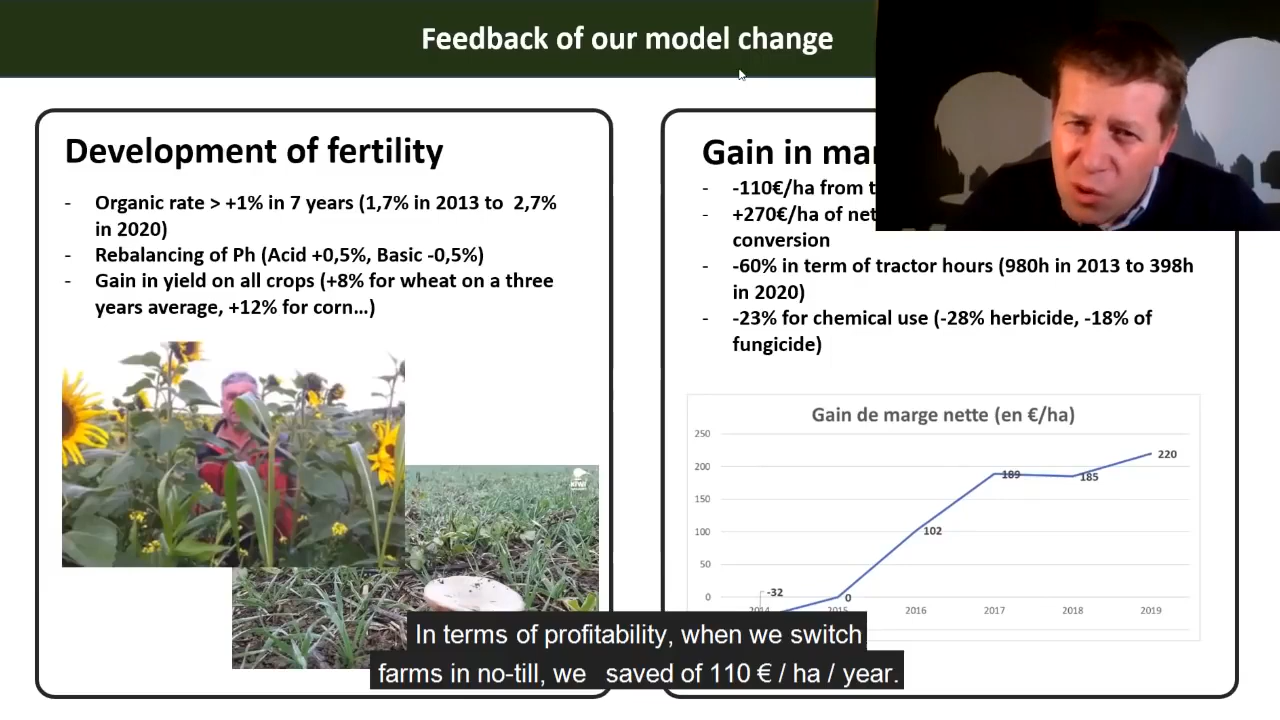 Feedback of our model change
Development of fertility
- Organic rate > +1% in 7 years (1,7% in 2013 to 2,7%
in 2020)
- Rebalancing of Ph (Acid +0,5%, Basic -0,5%)
- Gain in yield on all crops (+8% for wheat on a three
years average, +12% for corn...)
Gain in
- -110€/ha from
- +270€/ha of net
conversion
- -60% in term of tractor hours (980h in 2013 to 398h
in 2020)
- -23% for chemical use (-28% herbicide, -18% of
fungicide)
Gain de marge nette (en €/ha)
250
200
150
100
50
0
-32
0
102
189
185
220
2014
2015
2016
2017
2018
2019
In terms of profitability, when we switch
farms in no-till, we saved of 110 € / ha / year.